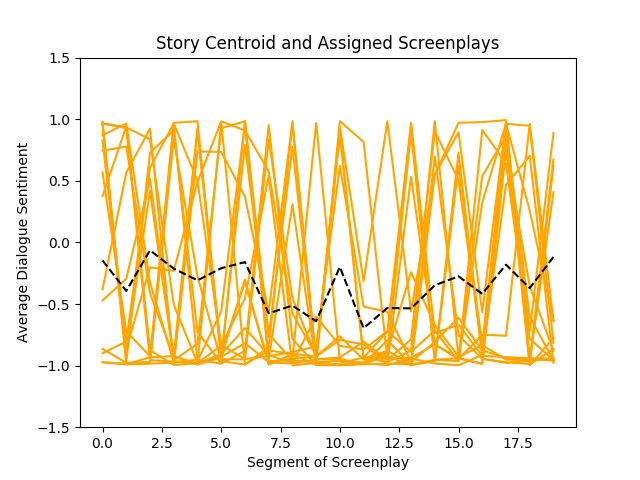 Story Centroid and Assigned Screenplays
1.5
1.0
0.5
0.0
−0.5
−1.0
−1.5
Average Dialogue Sentiment
0.0 2.5 5.0 7.5 10.0 12.5 15.0 17.5
Segment of Screenplay